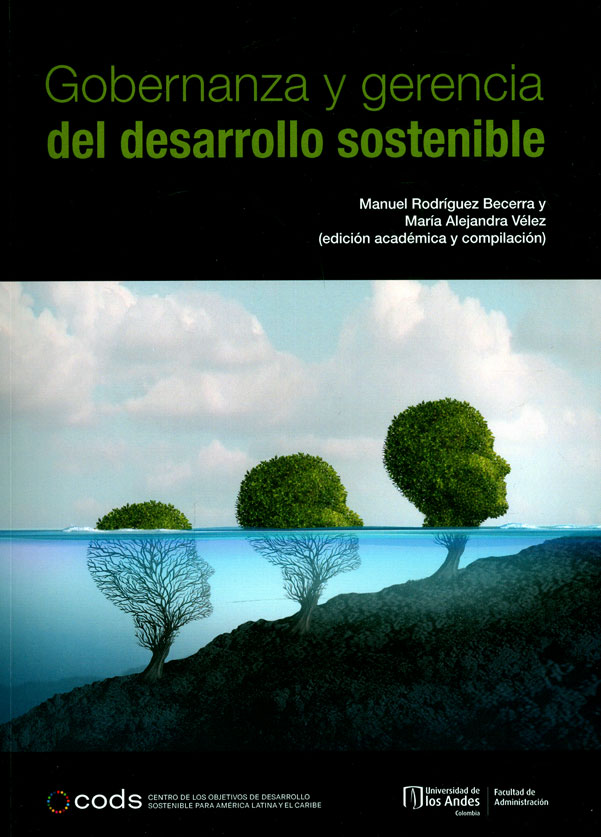 Gobernanza y gerencia
del desarrollo sostenible
Manuel Rodríguez Becerra y
María Alejandra Vélez
(edición académica y compilación)
cods
CENTRO DE LOS OBJETIVOS DE DESARROLLO
SOSTENIBLE PARA AMÉRICA LATINA Y EL CARIBE
Universidad de
los Andes
Colombia
Facultad de
Administración